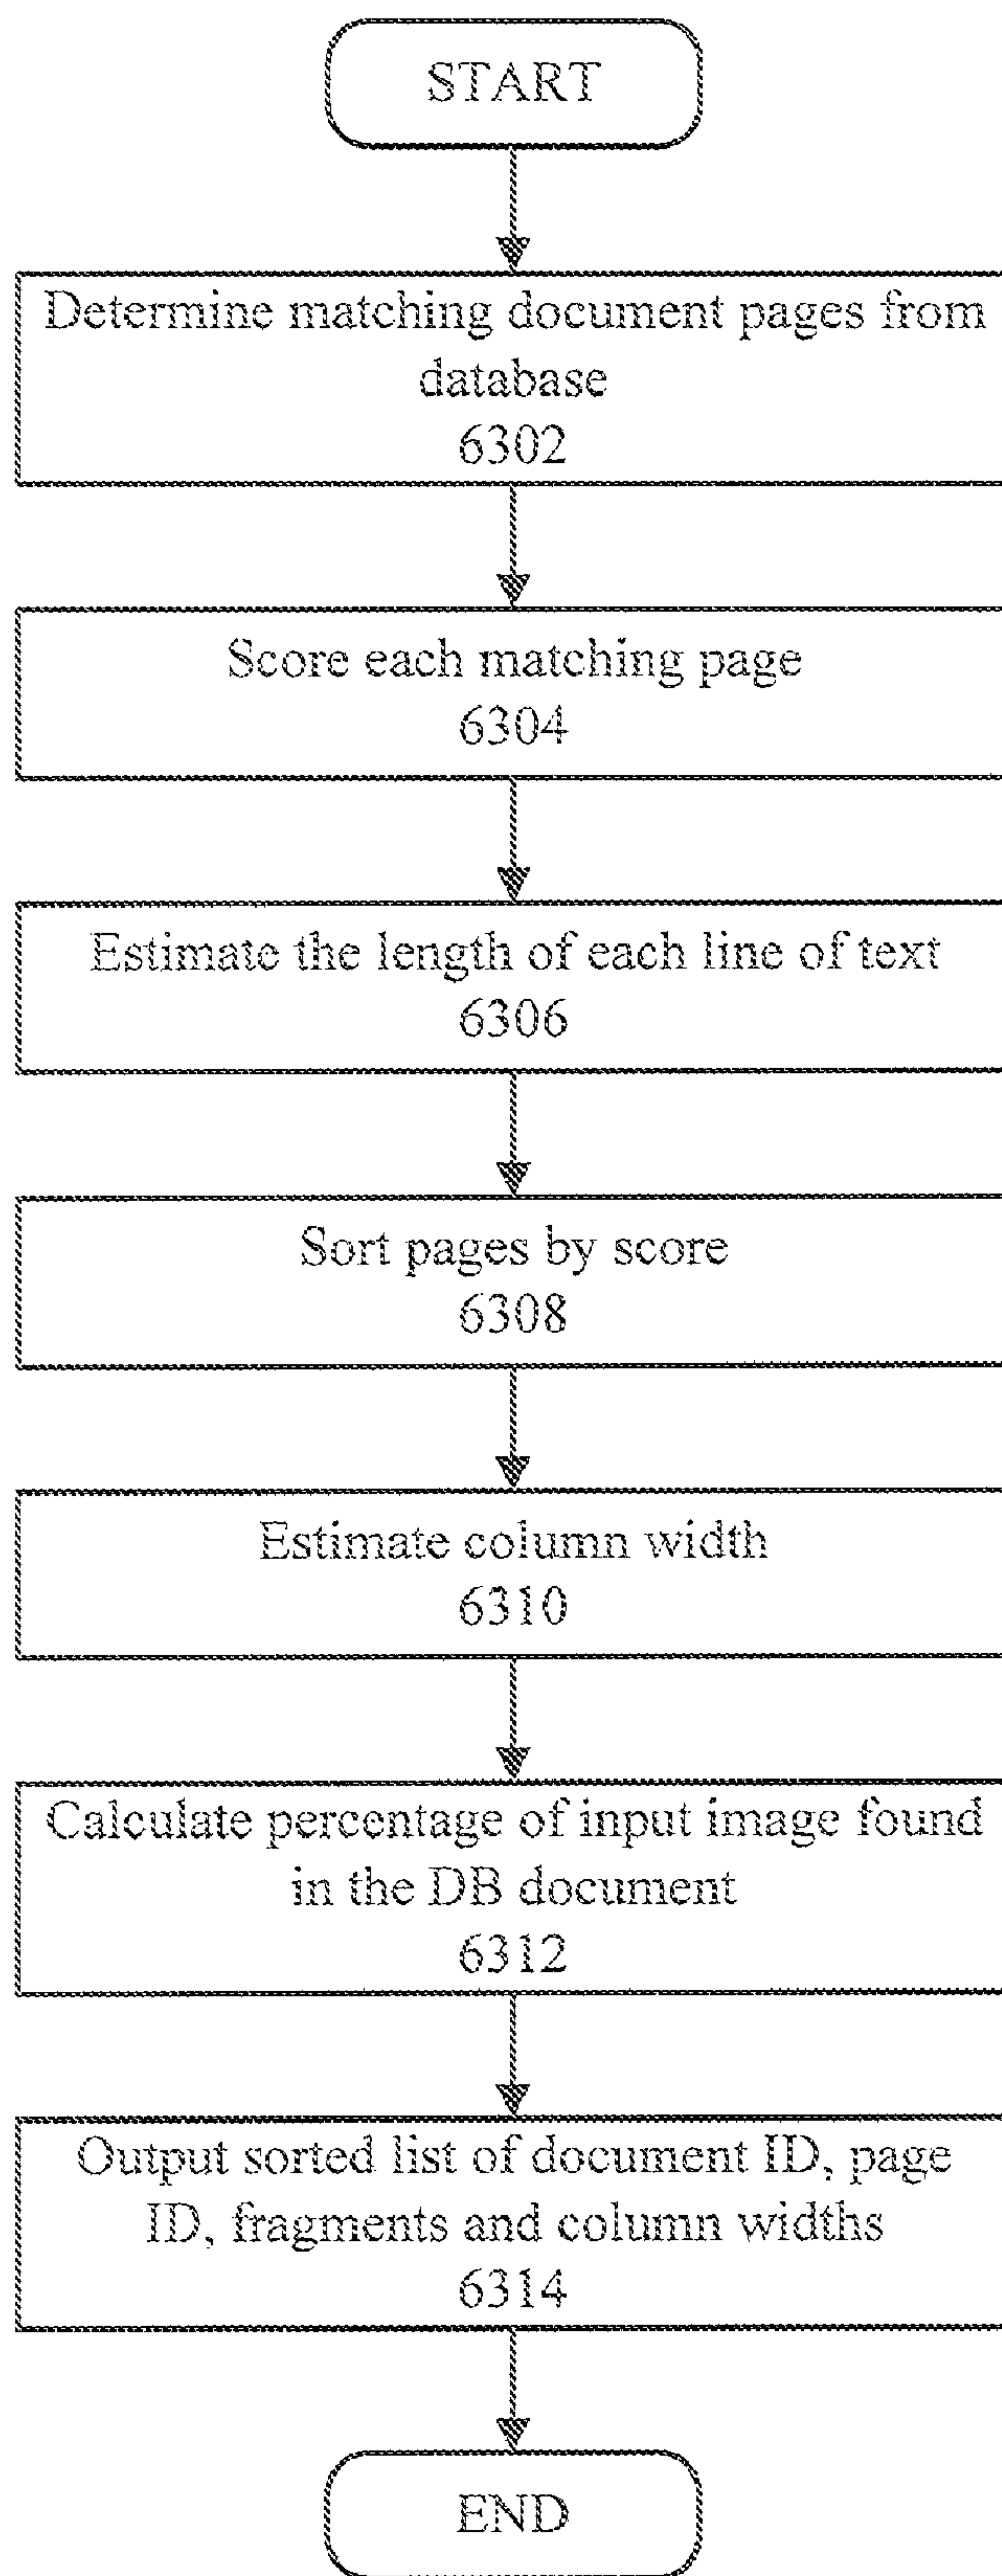 START
Determine matching document pages from
database
6302
Score each matching page
6304
Estimate the length of each line of text
6306
Sort pages by score
6308
Estimate column width
6310
Calculate percentage of input image found
in the DB document
6312
Output sorted list of document ID, page
ID, fragments and column widths
6314
END